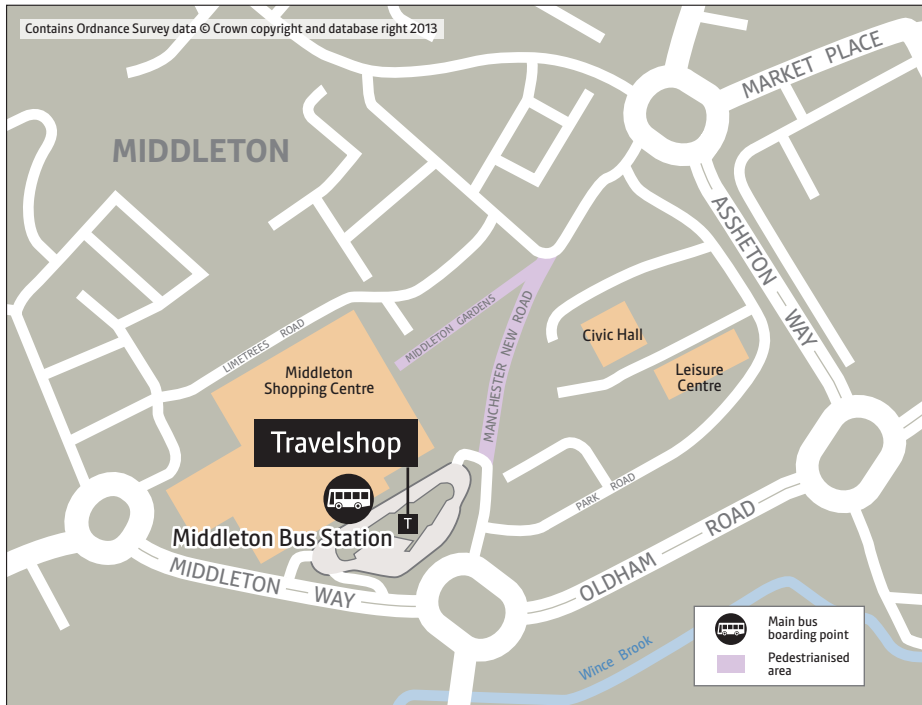 Contains Ordnance Survey data © Crown copyright and database right 2013
MARKET PLACE
MIDDLETON
ASSHETON WAY
MIDDLETON GARDENS
MANCHESTER NEW ROAD
LIMETREES ROAD
Civic Hall
Leisure
Centre
Middleton
Shopping Centre
Travelshop
T
PARK ROAD
Middleton Bus Station
MIDDLETON WAY
OLDHAM ROAD
Wince Brook
Main bus
boarding point
Pedestrianised
area